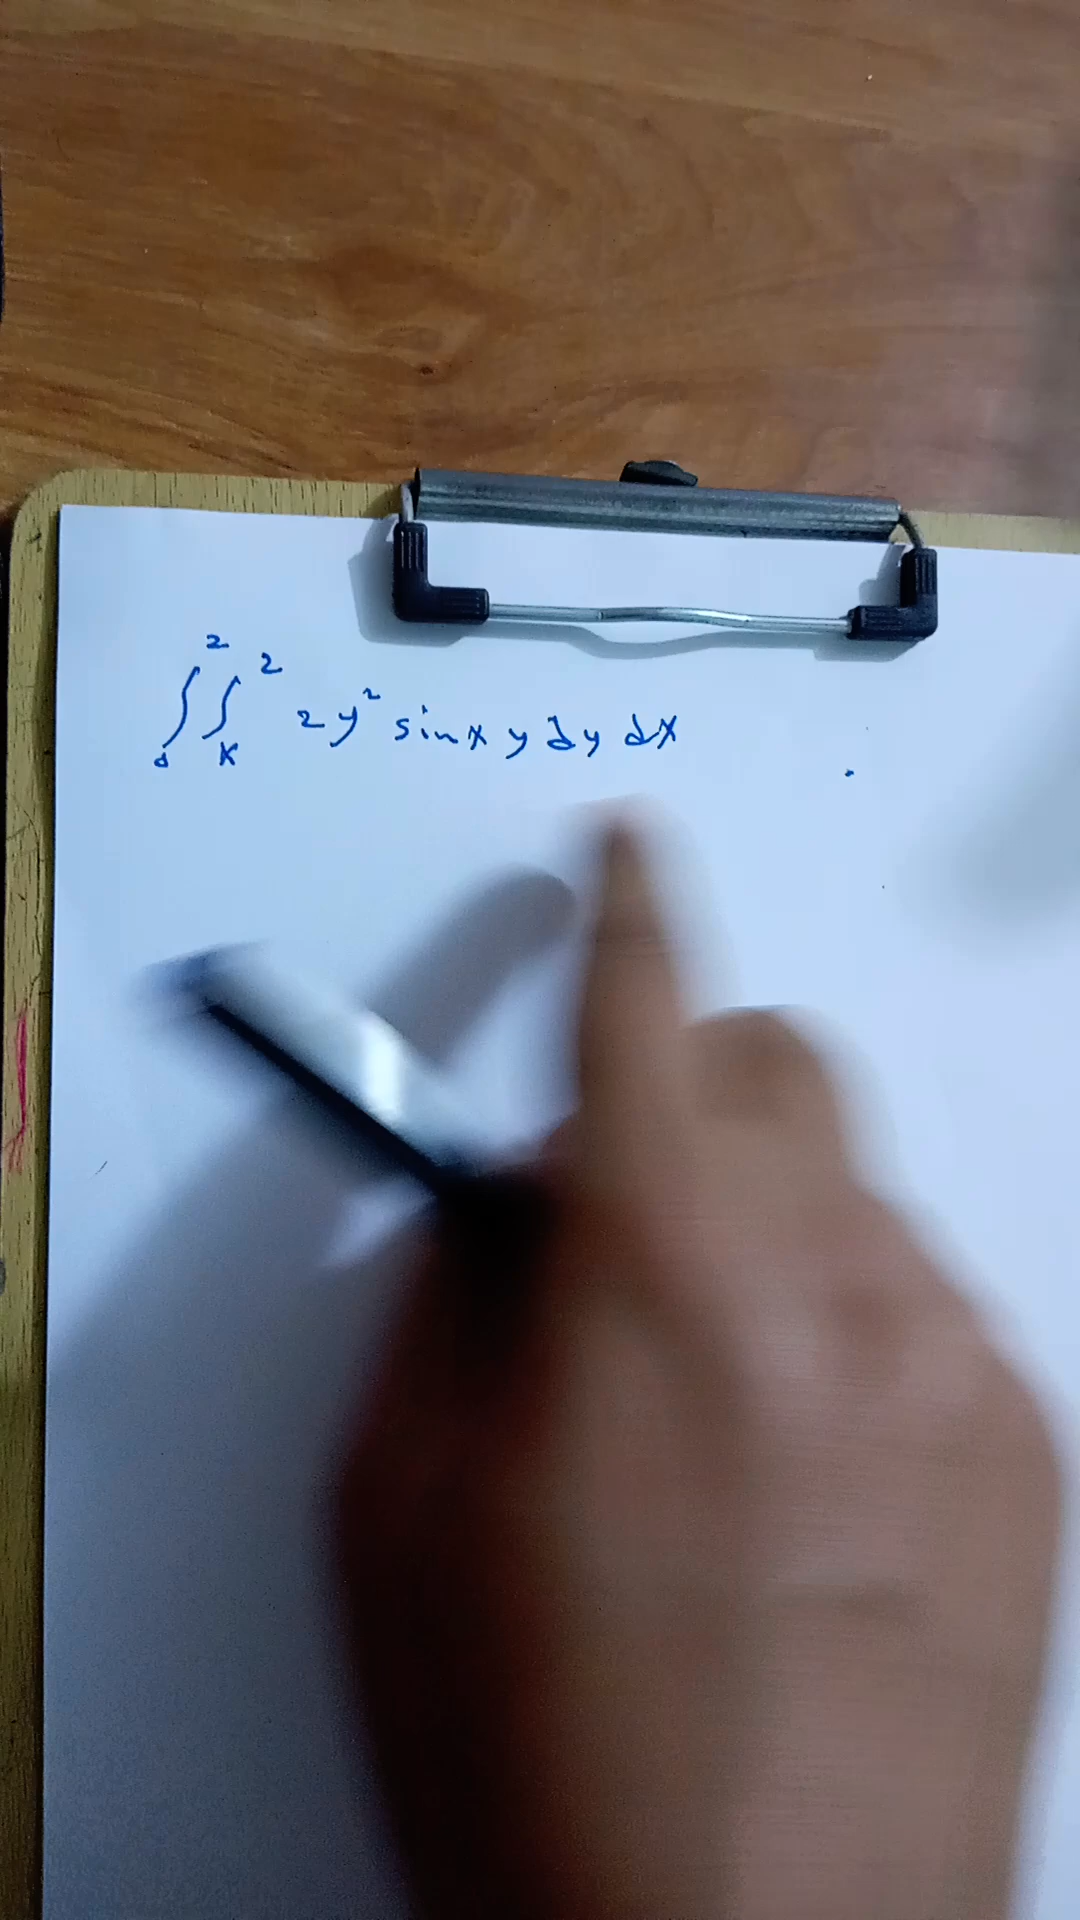 ∫₀² ∫ₓ² 2y² sin xy dy dx